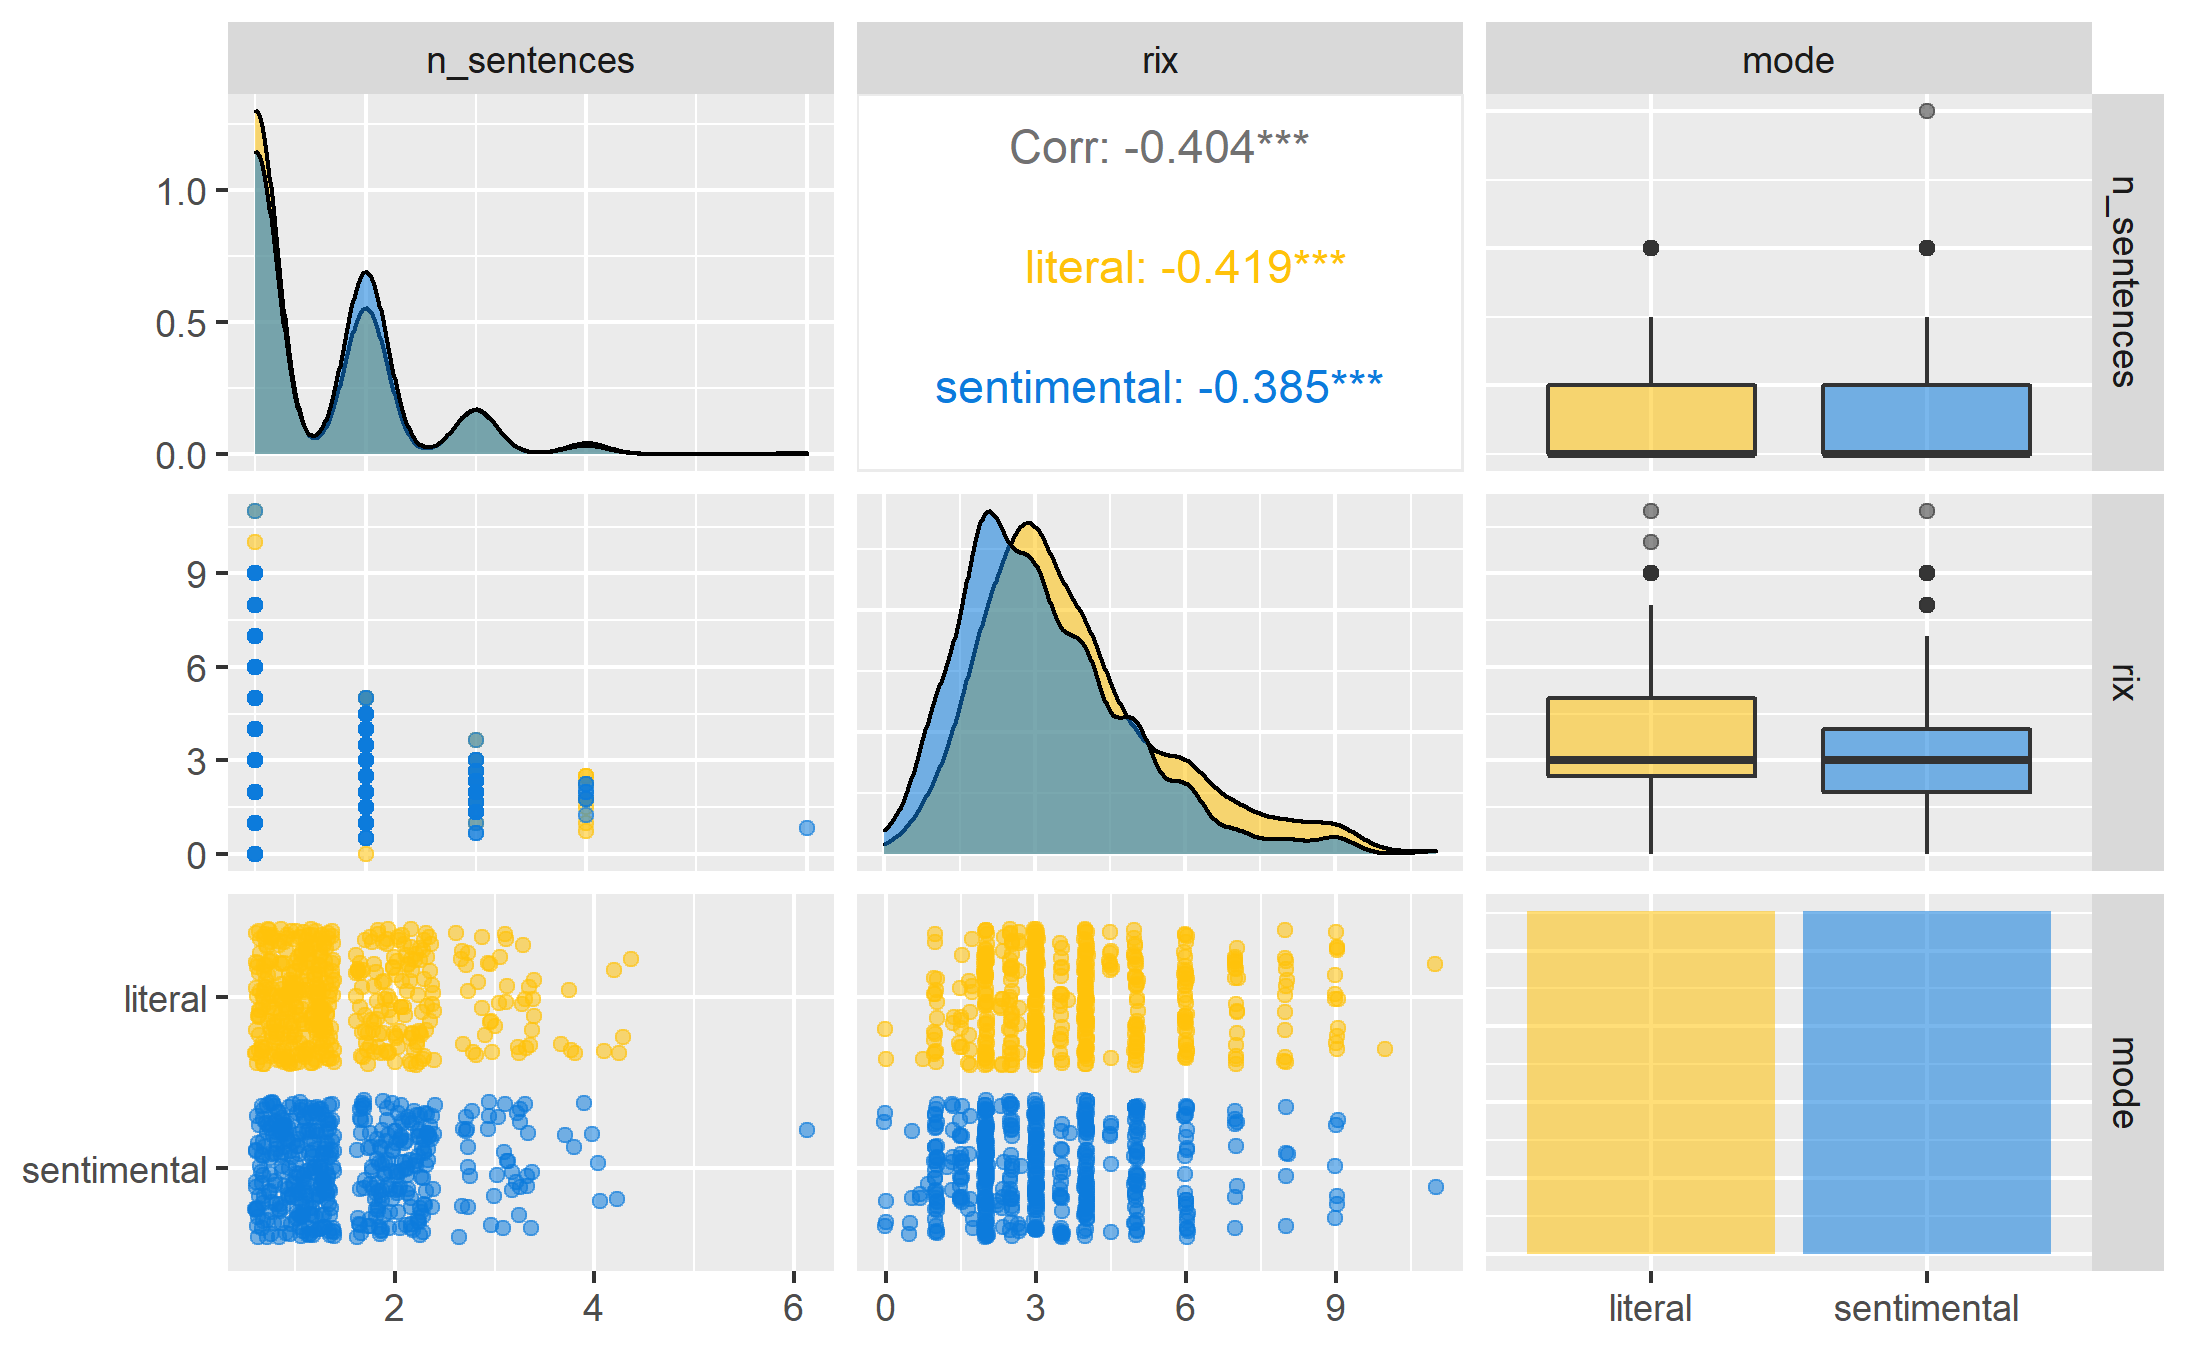 n_sentences rix mode
1.0
0.5
0.0
Corr: -0.404***
literal: -0.419***
sentimental: -0.385***
n_sentences
9
6
3
0
rix
literal
sentimental
mode
2 4 6
0 3 6 9
literal sentimental